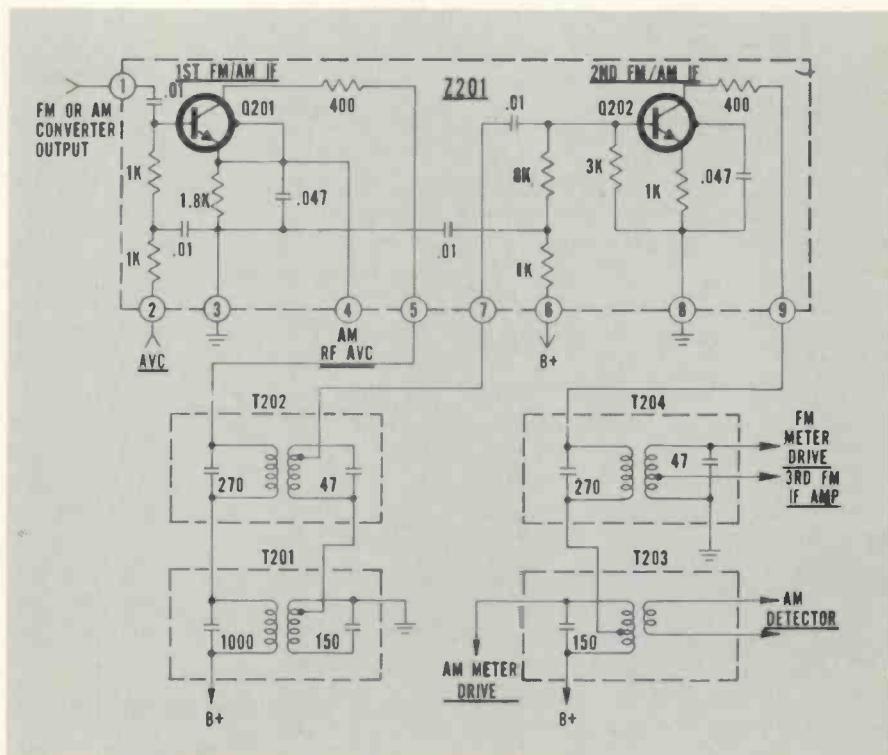 1ST FM/AM IF
Z201
2ND FM/AM IF
1
.01
Q201
400
.01
Q202
400
FM OR AM
CONVERTER
OUTPUT
1K
1.8K
.047
8K
3K
1K
.047
.01
.01
1K
1K
2
3
4
5
7
6
8
9
AVC
AM
RF AVC
B+
T202
T204
270
47
270
47
FM
METER
DRIVE
3RD FM
IF AMP
T201
T203
1000
150
150
AM
DETECTOR
AM METER
DRIVE
B+
B+